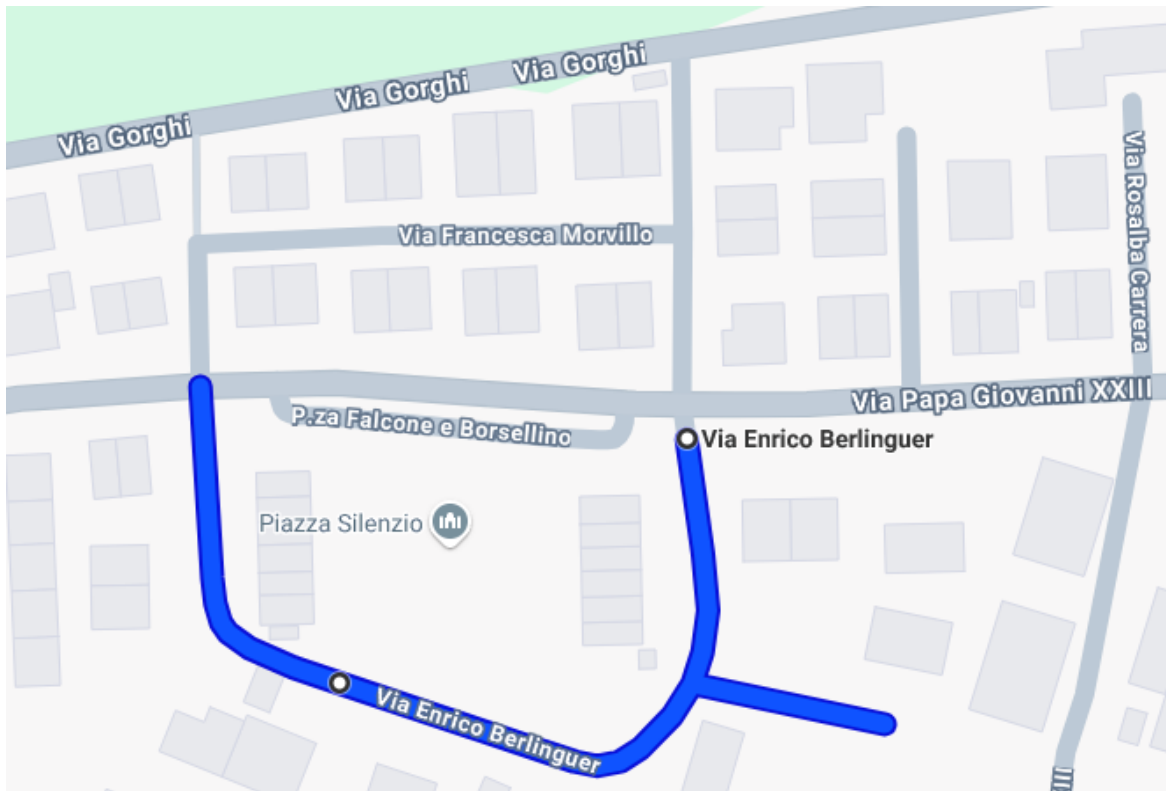 Via Gorghi
Via Gorghi
Via Gorghi
Via Francesca Morvillo
Via Rosalba Carrera
Via Papa Giovanni XXIII
P.za Falcone e Borsellino
Via Enrico Berlinguer
Piazza Silenzio
Via Enrico Berlinguer